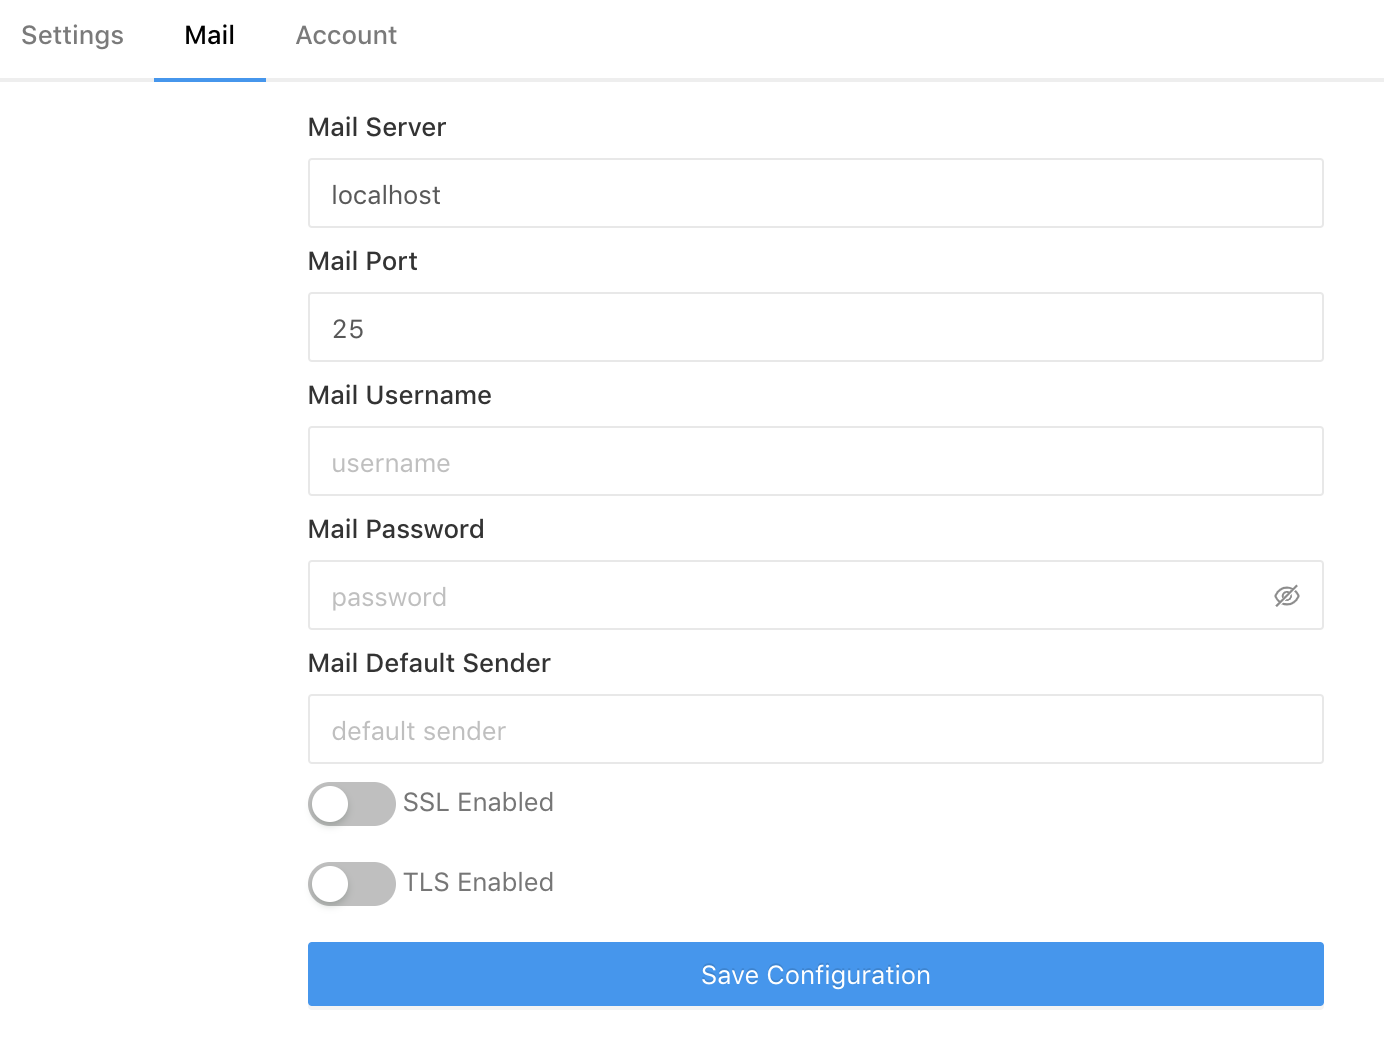 Settings Mail Account
Mail Server
localhost
Mail Port
25
Mail Username
username
Mail Password
password
Mail Default Sender
default sender
SSL Enabled
TLS Enabled
Save Configuration